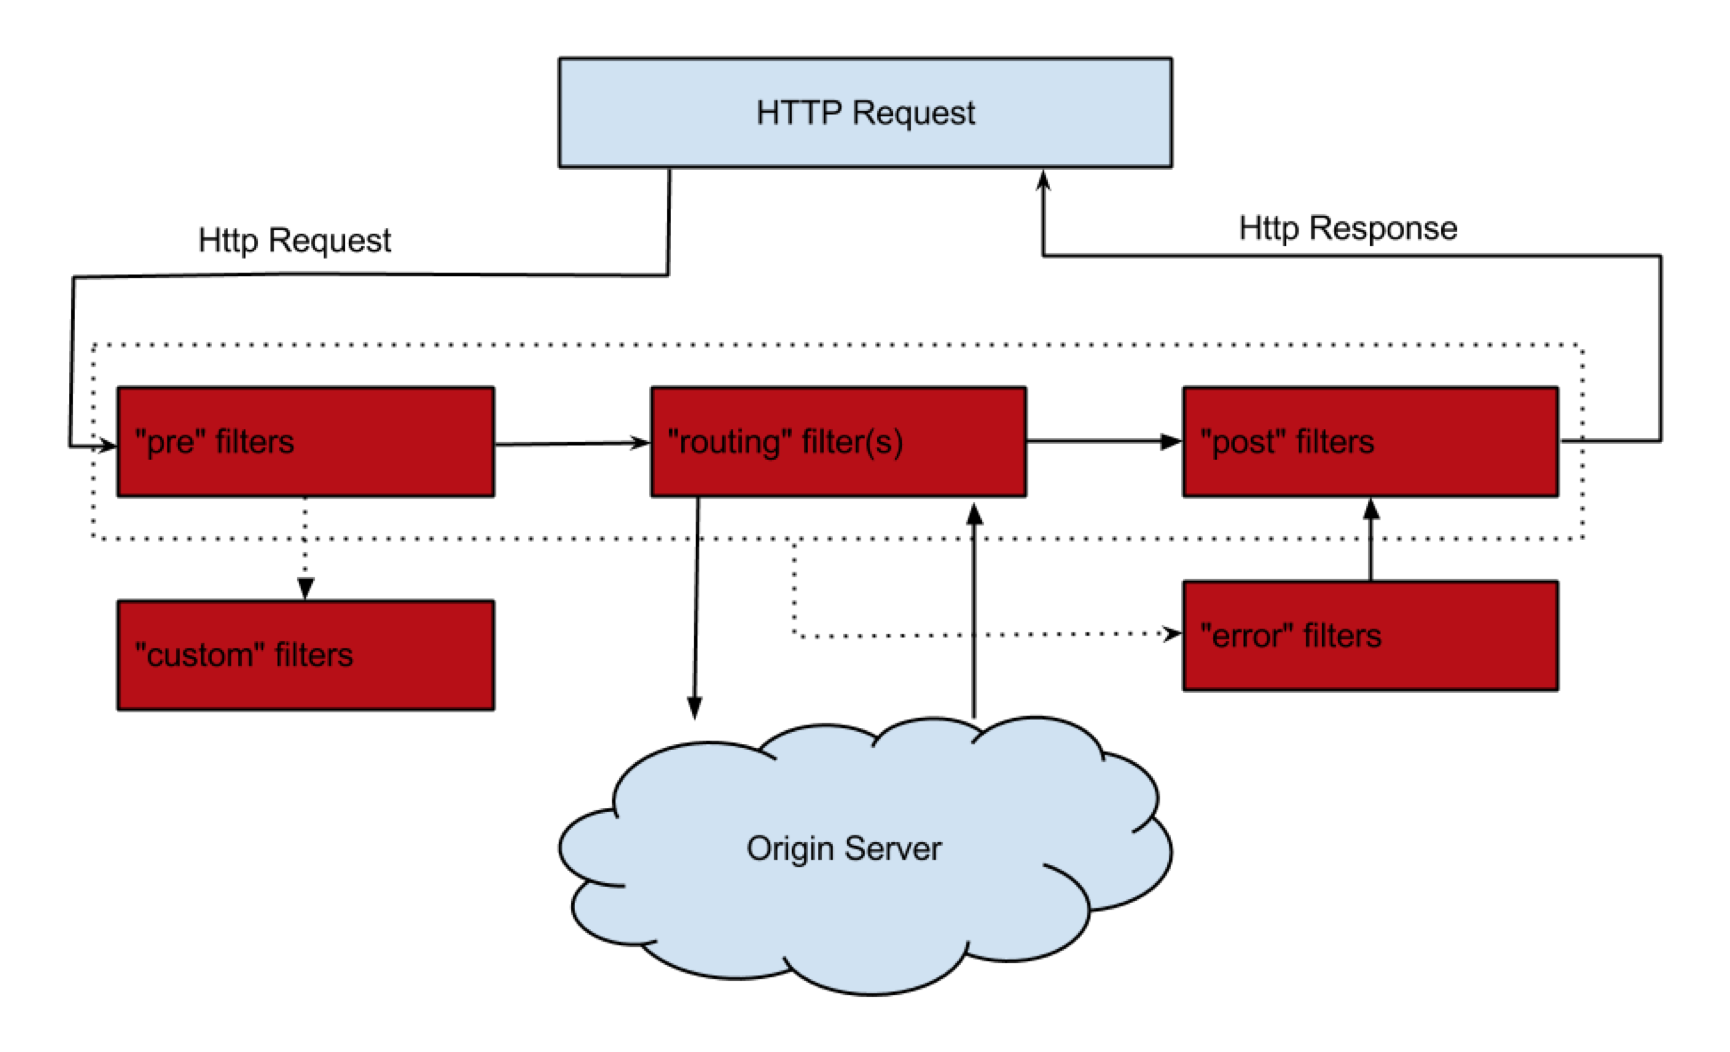 HTTP Request
Http Request
Http Response
"pre" filters
"routing" filter(s)
"post" filters
"custom" filters
"error" filters
Origin Server